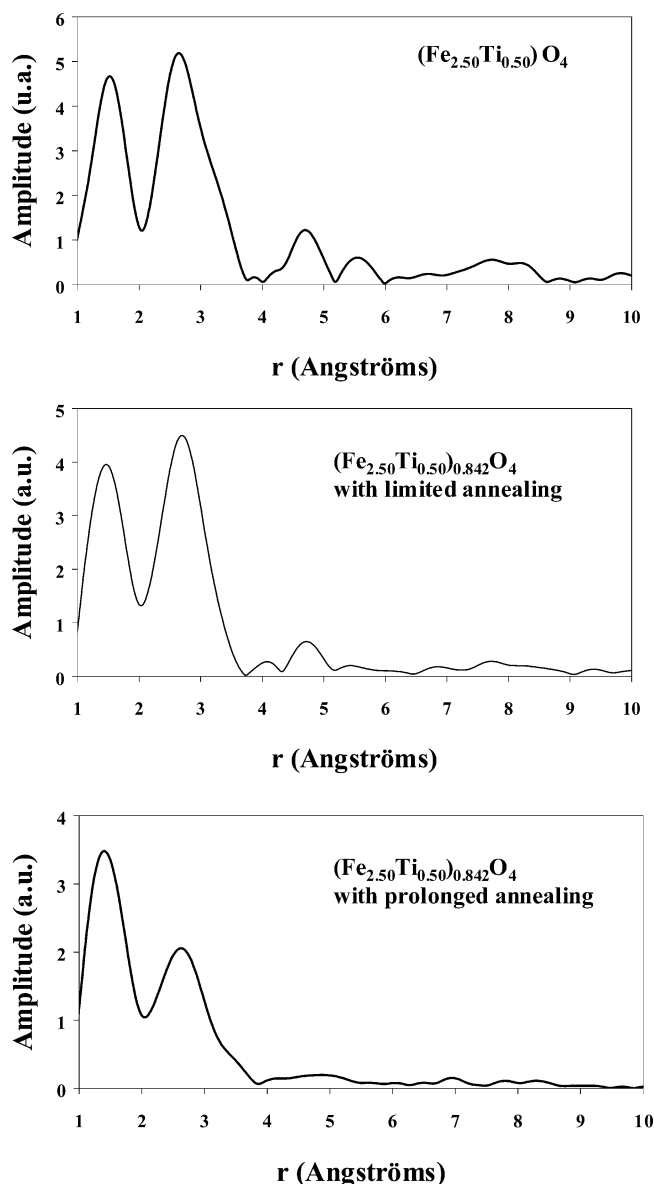 6
5
4
3
2
1
0
Amplitude (u.a.)
(Fe2.50Ti0.50) O4
1 2 3 4 5 6 7 8 9 10
r (Angströms)
5
4
3
2
1
0
Amplitude (a.u.)
(Fe2.50Ti0.50)0.842O4
with limited annealing
1 2 3 4 5 6 7 8 9 10
r (Angströms)
4
3
2
1
0
Amplitude (a.u.)
(Fe2.50Ti0.50)0.842O4
with prolonged annealing
1 2 3 4 5 6 7 8 9 10
r (Angströms)